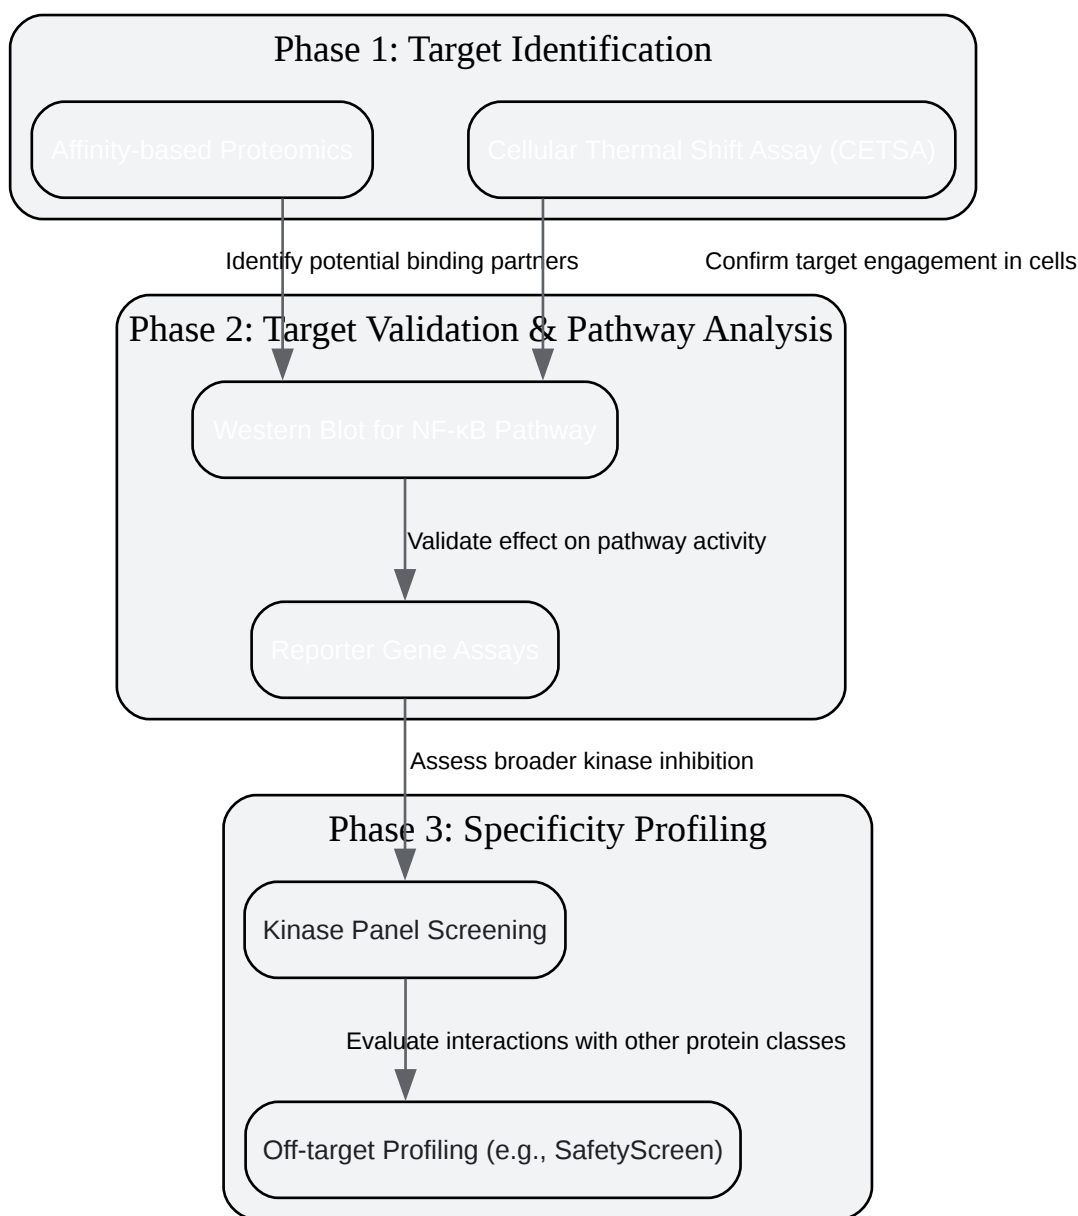 Phase 1: Target Identification
Affinity-based Proteomics
Cellular Thermal Shift Assay (CETSA)
Identify potential binding partners
Confirm target engagement in cells
Phase 2: Target Validation & Pathway Analysis
Western Blot for NF-κB Pathway
Validate effect on pathway activity
Reporter Gene Assays
Assess broader kinase inhibition
Phase 3: Specificity Profiling
Kinase Panel Screening
Evaluate interactions with other protein classes
Off-target Profiling (e.g., SafetyScreen)